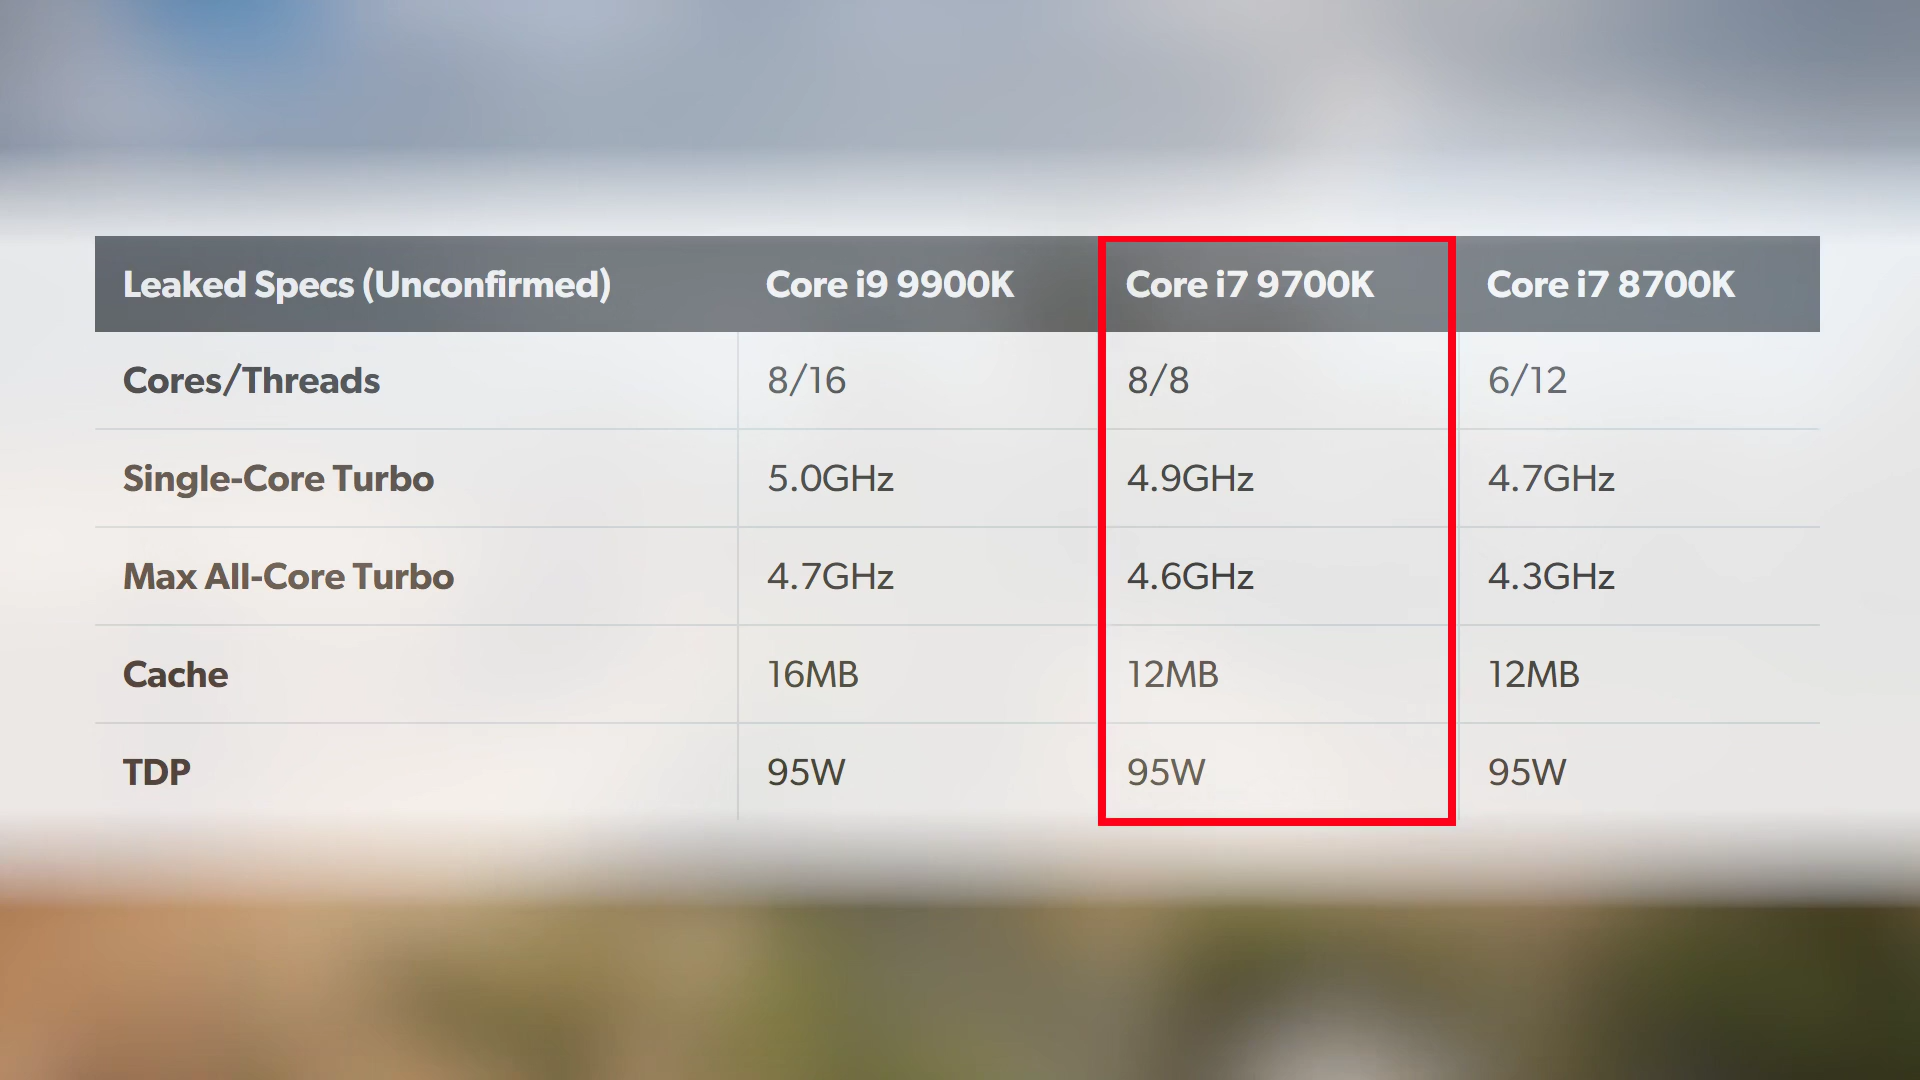 Leaked Specs (Unconfirmed) Core i9 9900K Core i7 9700K Core i7 8700K
Cores/Threads 8/16 8/8 6/12
Single-Core Turbo 5.0GHz 4.9GHz 4.7GHz
Max All-Core Turbo 4.7GHz 4.6GHz 4.3GHz
Cache 16MB 12MB 12MB
TDP 95W 95W 95W